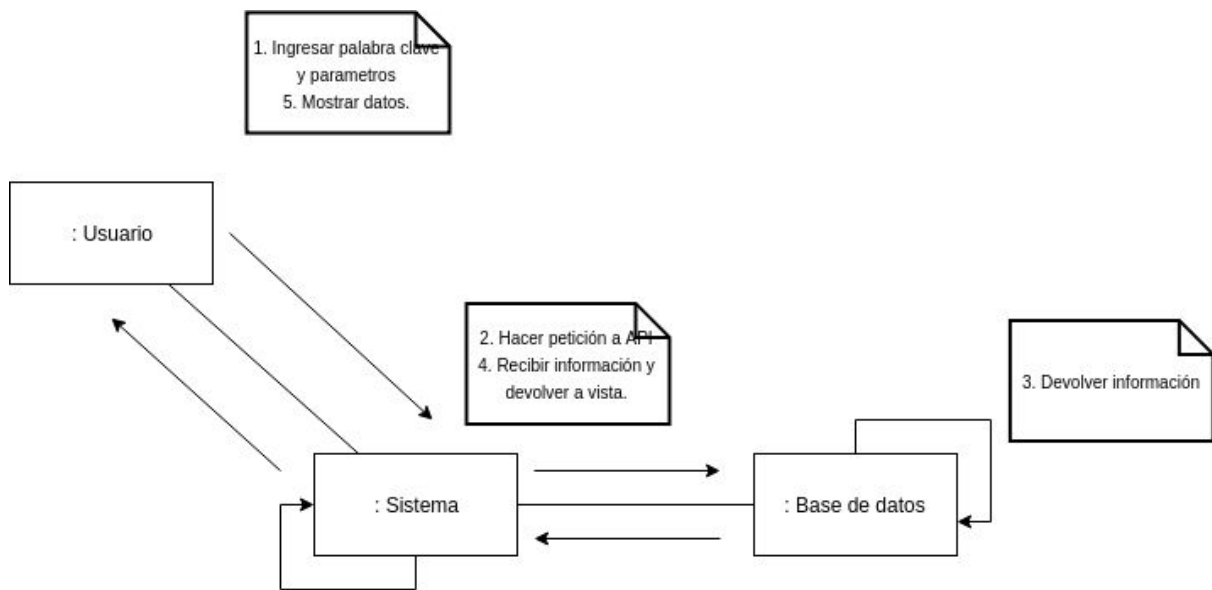 1. Ingresar palabra clave
y parametros
5. Mostrar datos.
: Usuario
2. Hacer petición a API
4. Recibir información y
devolver a vista.
3. Devolver información
: Sistema
: Base de datos